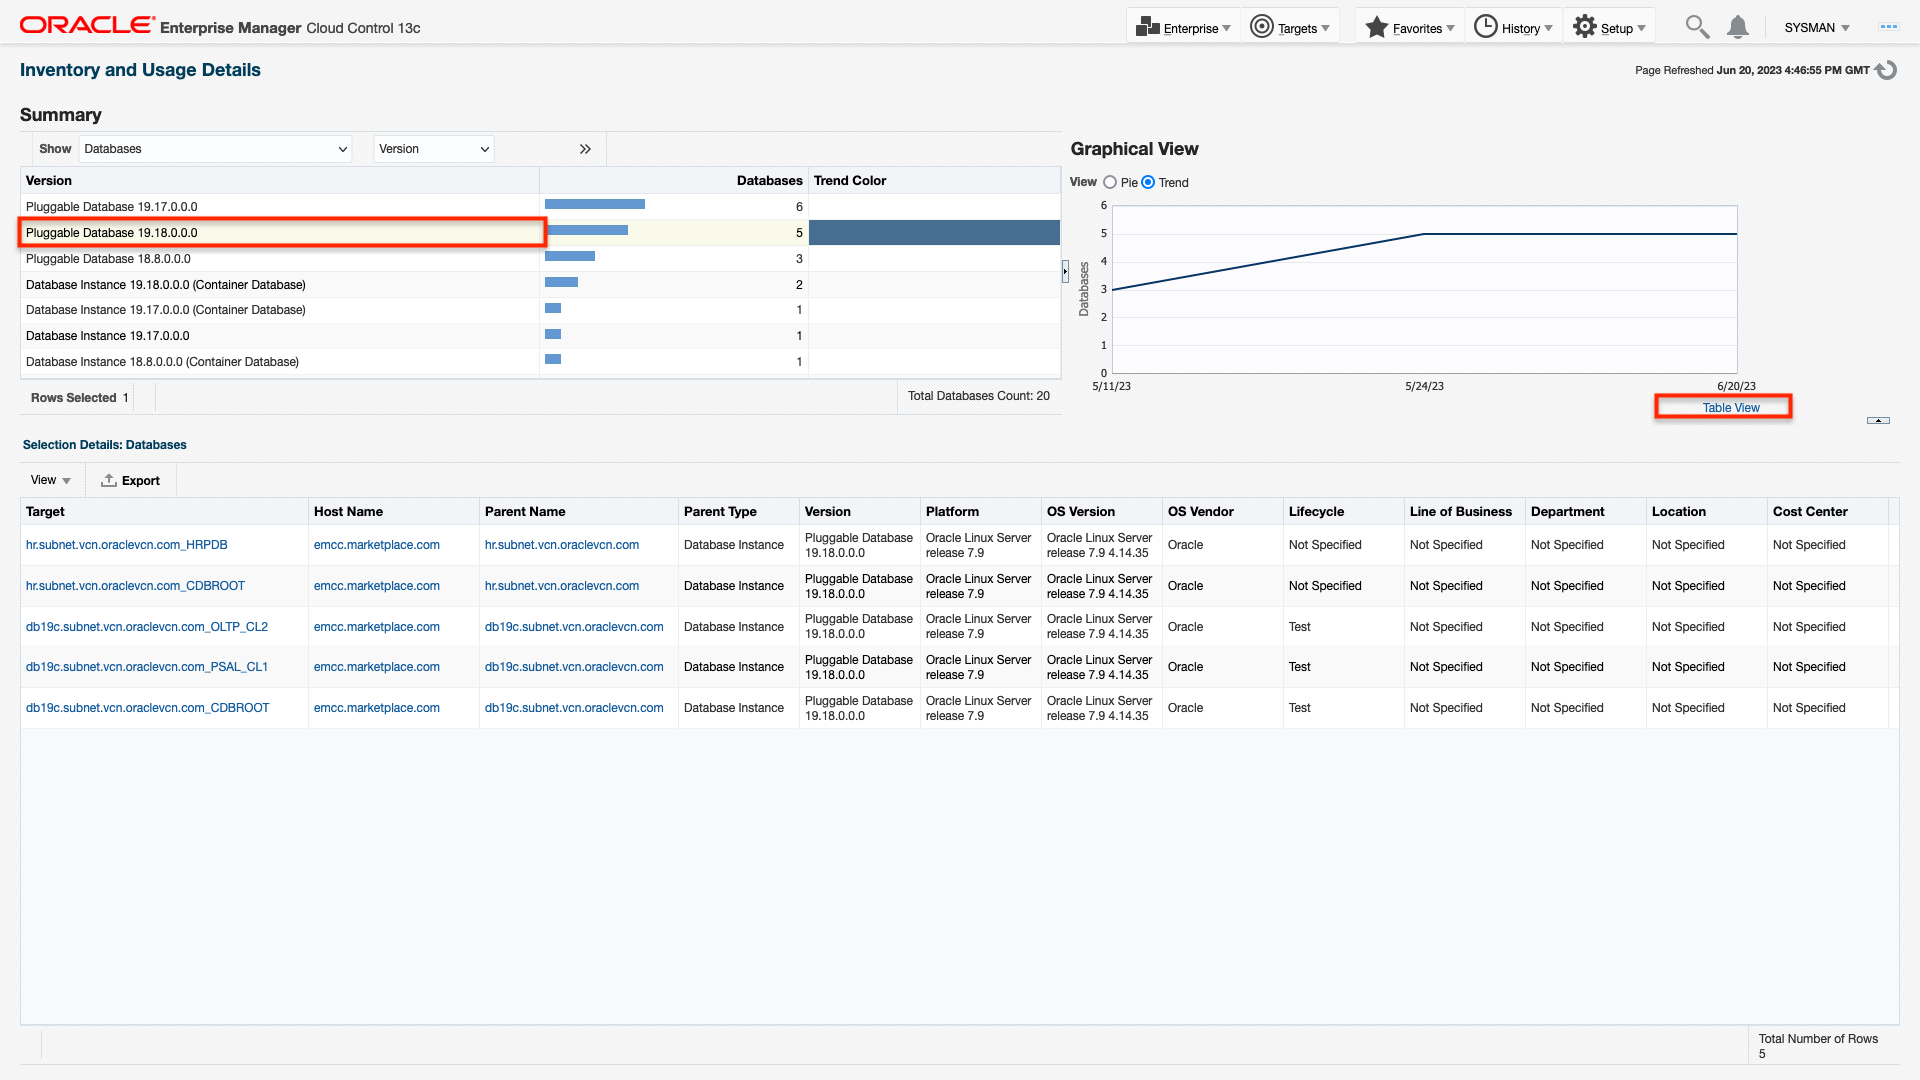 ORACLE Enterprise Manager Cloud Control 13c
Enterprise
Targets
Favorites
History
Setup
SYSMAN
Inventory and Usage Details
Page Refreshed Jun 20, 2023 4:46:55 PM GMT
Summary
Show Databases Version
Version Databases Trend Color
Pluggable Database 19.17.0.0.0 6
Pluggable Database 19.18.0.0.0 5
Pluggable Database 18.8.0.0.0 3
Database Instance 19.18.0.0.0 (Container Database) 2
Database Instance 19.17.0.0.0 (Container Database) 1
Database Instance 19.17.0.0.0 1
Database Instance 18.8.0.0.0 (Container Database) 1
Rows Selected 1
Total Databases Count: 20
Graphical View
View Pie Trend
6
5
4
3
2
1
0
Databases
5/11/23 5/24/23 6/20/23
Table View
Selection Details: Databases
View Export
Target Host Name Parent Name Parent Type Version Platform OS Version OS Vendor Lifecycle Line of Business Department Location Cost Center
hr.subnet.vcn.oraclevcn.com_HRPDB emcc.marketplace.com hr.subnet.vcn.oraclevcn.com Database Instance Pluggable Database 19.18.0.0.0 Oracle Linux Server release 7.9 Oracle Linux Server release 7.9 4.14.35 Oracle Not Specified Not Specified Not Specified Not Specified Not Specified
hr.subnet.vcn.oraclevcn.com_CDBROOT emcc.marketplace.com hr.subnet.vcn.oraclevcn.com Database Instance Pluggable Database 19.18.0.0.0 Oracle Linux Server release 7.9 Oracle Linux Server release 7.9 4.14.35 Oracle Not Specified Not Specified Not Specified Not Specified Not Specified
db19c.subnet.vcn.oraclevcn.com_OLTP_CL2 emcc.marketplace.com db19c.subnet.vcn.oraclevcn.com Database Instance Pluggable Database 19.18.0.0.0 Oracle Linux Server release 7.9 Oracle Linux Server release 7.9 4.14.35 Oracle Test Not Specified Not Specified Not Specified Not Specified
db19c.subnet.vcn.oraclevcn.com_PSAL_CL1 emcc.marketplace.com db19c.subnet.vcn.oraclevcn.com Database Instance Pluggable Database 19.18.0.0.0 Oracle Linux Server release 7.9 Oracle Linux Server release 7.9 4.14.35 Oracle Test Not Specified Not Specified Not Specified Not Specified
db19c.subnet.vcn.oraclevcn.com_CDBROOT emcc.marketplace.com db19c.subnet.vcn.oraclevcn.com Database Instance Pluggable Database 19.18.0.0.0 Oracle Linux Server release 7.9 Oracle Linux Server release 7.9 4.14.35 Oracle Test Not Specified Not Specified Not Specified Not Specified
Total Number of Rows
5